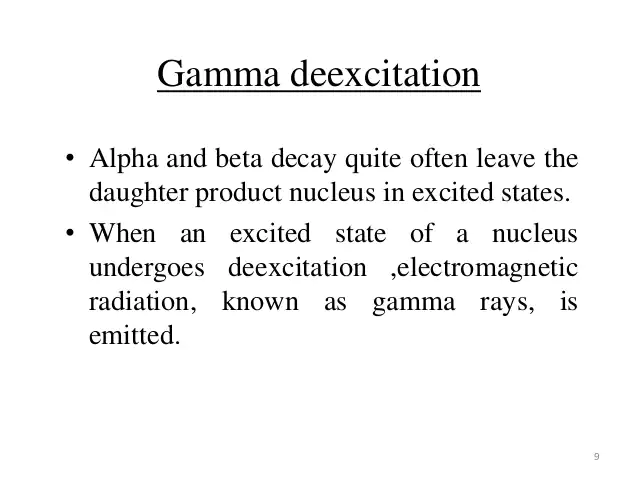 Gamma deexcitation
• Alpha and beta decay quite often leave the
daughter product nucleus in excited states.
• When an excited state of a nucleus
undergoes deexcitation ,electromagnetic
radiation, known as gamma rays, is
emitted.
9